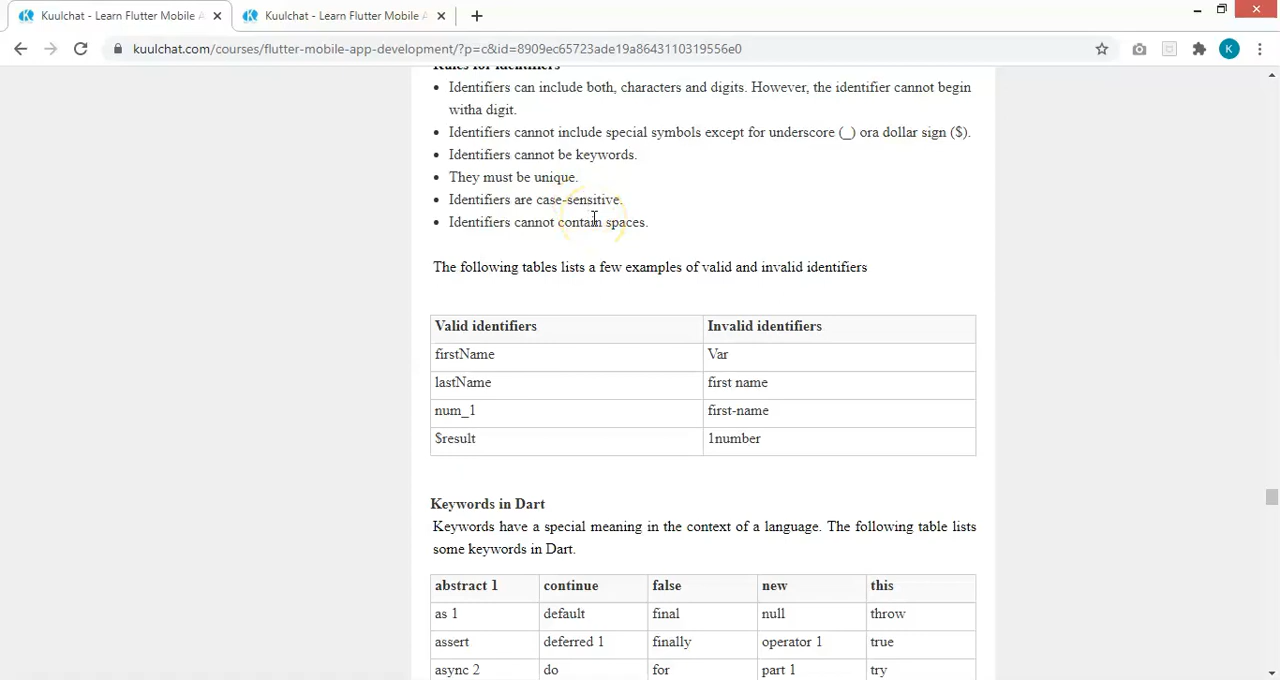 Kuulchat - Learn Flutter Mobile A
Kuulchat - Learn Flutter Mobile A
kuulchat.com/courses/flutter-mobile-app-development/?p=c&id=8909ec65723ade19a8643110319556e0
K
Rules for identifiers
• Identifiers can include both, characters and digits. However, the identifier cannot begin
witha digit.
• Identifiers cannot include special symbols except for underscore (_) ora dollar sign ($).
• Identifiers cannot be keywords.
• They must be unique.
• Identifiers are case-sensitive.
• Identifiers cannot contain spaces.
The following tables lists a few examples of valid and invalid identifiers
Valid identifiers Invalid identifiers
firstName Var
lastName first name
num_1 first-name
$result 1number
Keywords in Dart
Keywords have a special meaning in the context of a language. The following table lists
some keywords in Dart.
abstract 1 continue false new this
as 1 default final null throw
assert deferred 1 finally operator 1 true
async 2 do for part 1 try